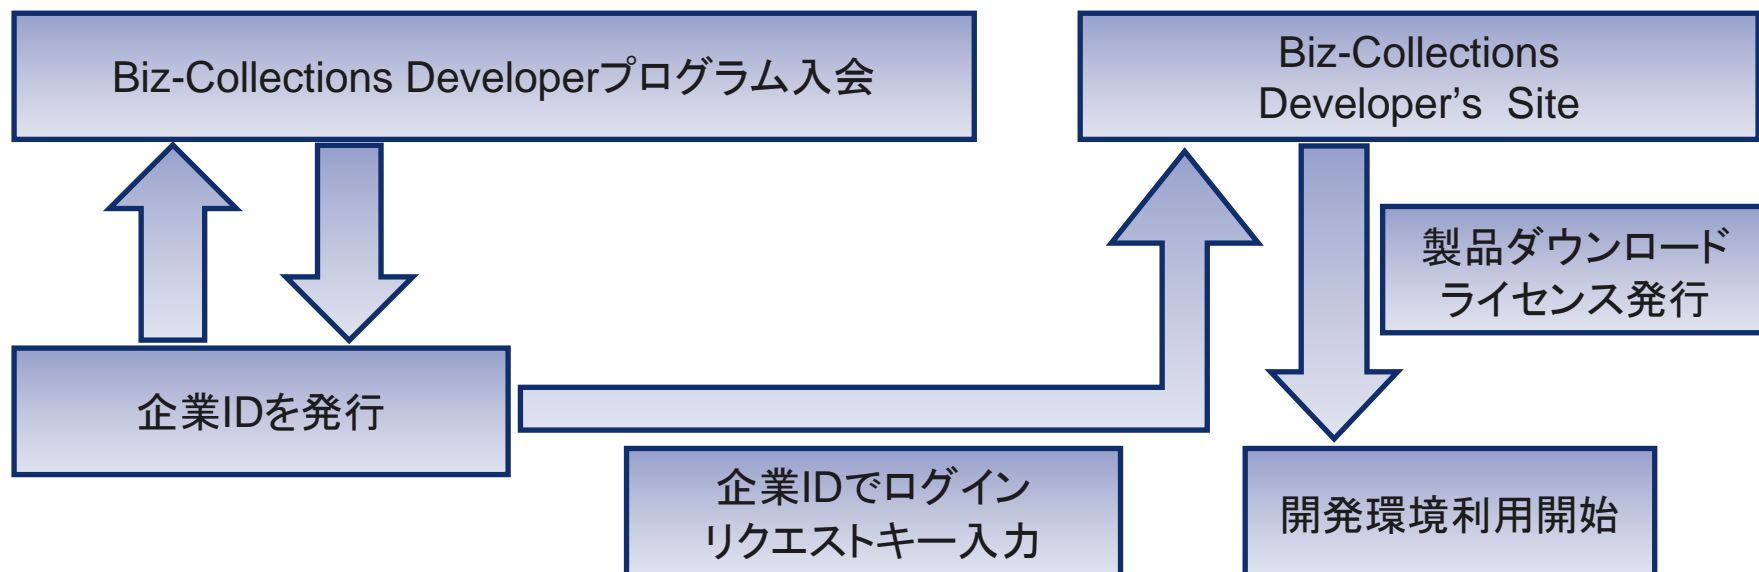 Biz-Collections Developerプログラム入会
Biz-Collections
Developer's Site
製品ダウンロード
ライセンス発行
企業IDを発行
企業IDでログイン
リクエストキー入力
開発環境利用開始